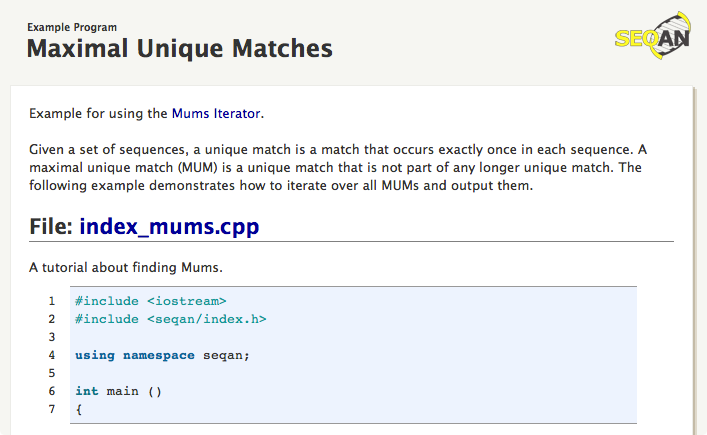 Example Program
Maximal Unique Matches
SEQAN
Example for using the Mums Iterator.
Given a set of sequences, a unique match is a match that occurs exactly once in each sequence. A
maximal unique match (MUM) is a unique match that is not part of any longer unique match. The
following example demonstrates how to iterate over all MUMs and output them.
File: index_mums.cpp
A tutorial about finding Mums.
1 #include <iostream>
2 #include <seqan/index.h>
3
4 using namespace seqan;
5
6 int main ()
7 {